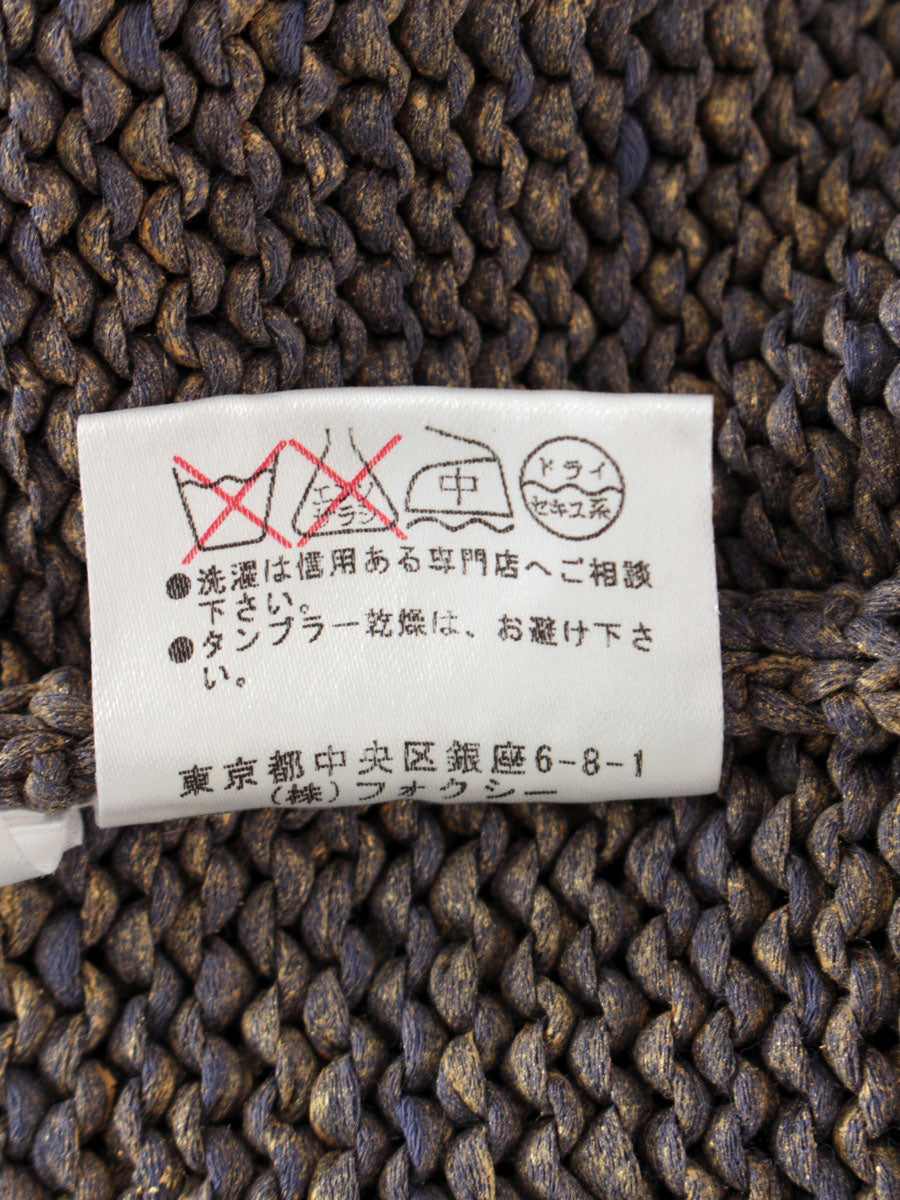 エンソ
サラシ
中
ドライ
セキユ系
●洗濯は信用ある専門店へご相談
下さい。
●タンブラー乾燥は、お避け下さ
い。
東京都中央区銀座6-8-1
(株)フォクシー